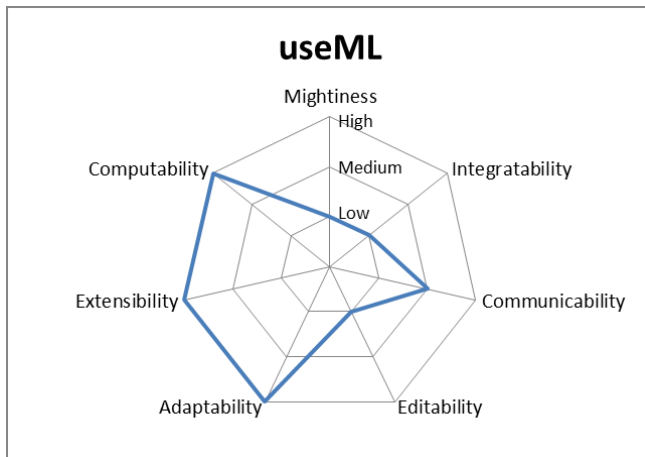 useML
Mightiness
High
Computability
Medium
Integratability
Low
Extensibility
Communicability
Adaptability
Editability